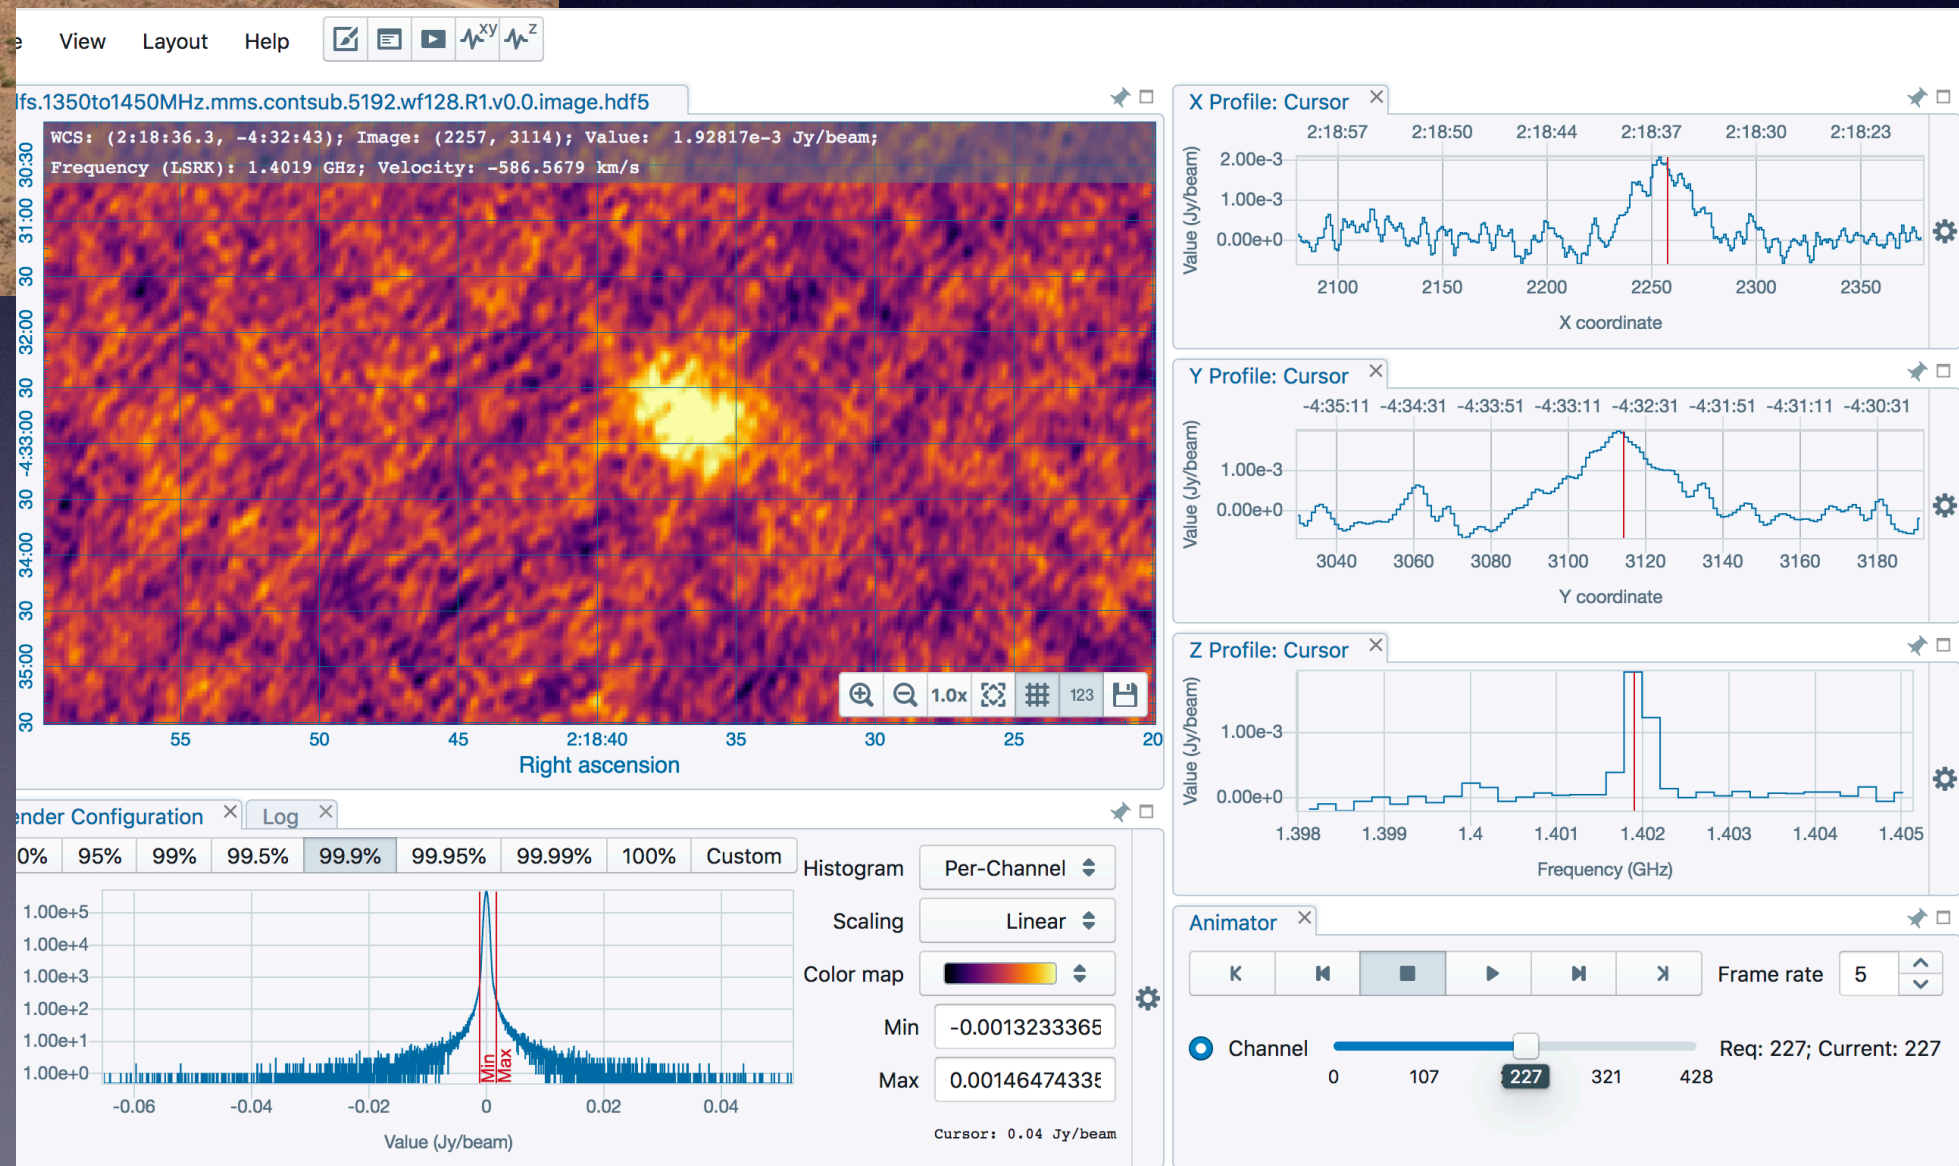 View Layout Help
lfs.1350to1450MHz.mms.contsub.5192.wf128.R1.v0.0.image.hdf5
WCS: (2:18:36.3, -4:32:43); Image: (2257, 3114); Value: 1.92817e-3 Jy/beam;
Frequency (LSRK): 1.4019 GHz; Velocity: -586.5679 km/s
30:30
31:00
30
32:00
30
-4:33:00
30
34:00
30
35:00
30
1.0x 123
55 50 45 2:18:40 35 30 25 20
Right ascension
ender Configuration Log
0% 95% 99% 99.5% 99.9% 99.95% 99.99% 100% Custom
1.00e+5
1.00e+4
1.00e+3
1.00e+2
1.00e+1
1.00e+0
Min
Max
-0.06 -0.04 -0.02 0 0.02 0.04
Value (Jy/beam)
Histogram Per-Channel
Scaling Linear
Color map
Min -0.0013233365
Max 0.0014647433
Cursor: 0.04 Jy/beam
X Profile: Cursor
2:18:57 2:18:50 2:18:44 2:18:37 2:18:30 2:18:23
Value (Jy/beam)
2.00e-3
1.00e-3
0.00e+0
2100 2150 2200 2250 2300 2350
X coordinate
Y Profile: Cursor
-4:35:11 -4:34:31 -4:33:51 -4:33:11 -4:32:31 -4:31:51 -4:31:11 -4:30:31
Value (Jy/beam)
1.00e-3
0.00e+0
3040 3060 3080 3100 3120 3140 3160 3180
Y coordinate
Z Profile: Cursor
Value (Jy/beam)
1.00e-3
0.00e+0
1.398 1.399 1.4 1.401 1.402 1.403 1.404 1.405
Frequency (GHz)
Animator
Frame rate 5
Channel Req: 227; Current: 227
0 107 227 321 428